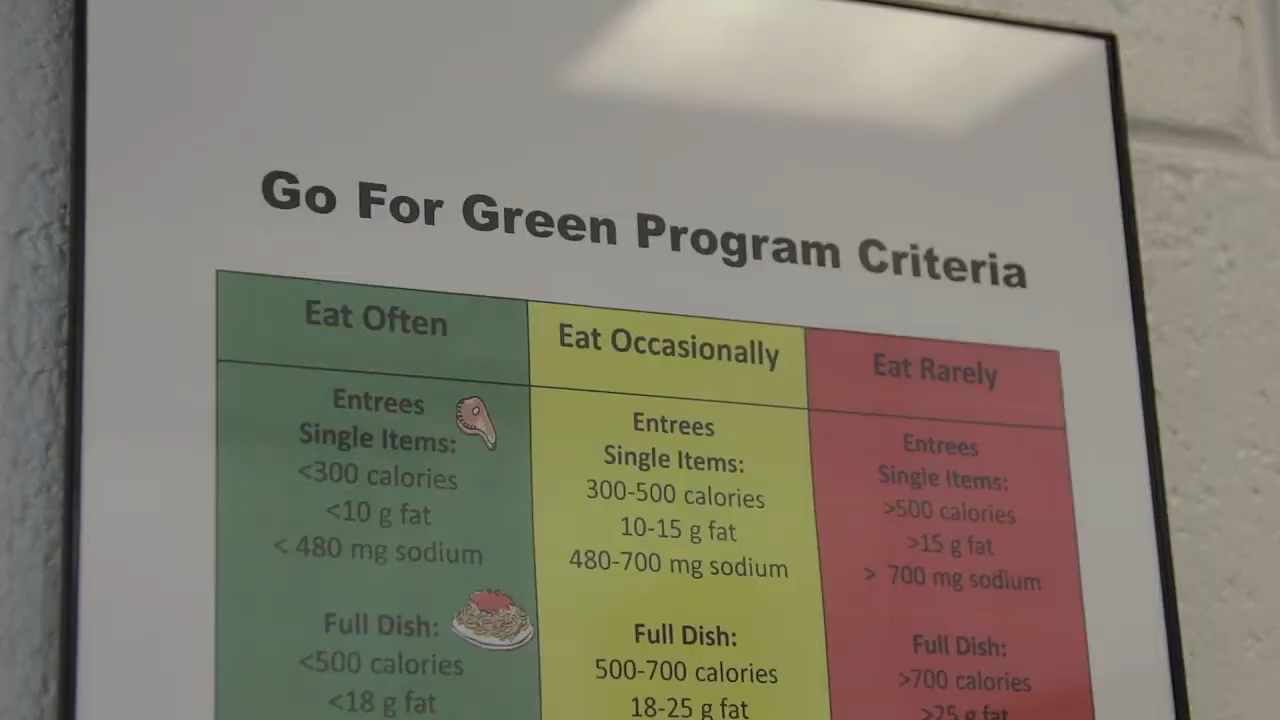 Go For Green Program Criteria
Eat Often
Entrees
Single Items:
<300 calories
<10 g fat
< 480 mg sodium
Full Dish:
<500 calories
<18 g fat
Eat Occasionally
Entrees
Single Items:
300-500 calories
10-15 g fat
480-700 mg sodium
Full Dish:
500-700 calories
18-25 g fat
Eat Rarely
Entrees
Single Items:
>500 calories
>15 g fat
> 700 mg sodium
Full Dish:
>700 calories
>25 g fat